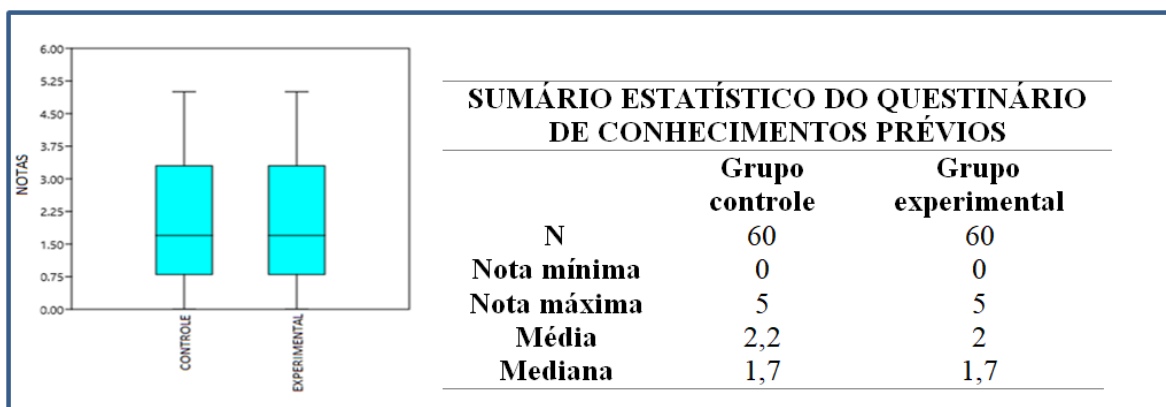 6.00
5.25
4.50
3.75
3.00
2.25
1.50
0.75
0.00
NOTAS
CONTROLE
EXPERIMENTAL
SUMÁRIO ESTATÍSTICO DO QUESTINÁRIO
DE CONHECIMENTOS PRÉVIOS
Grupo controle Grupo experimental
N 60 60
Nota mínima 0 0
Nota máxima 5 5
Média 2,2 2
Mediana 1,7 1,7